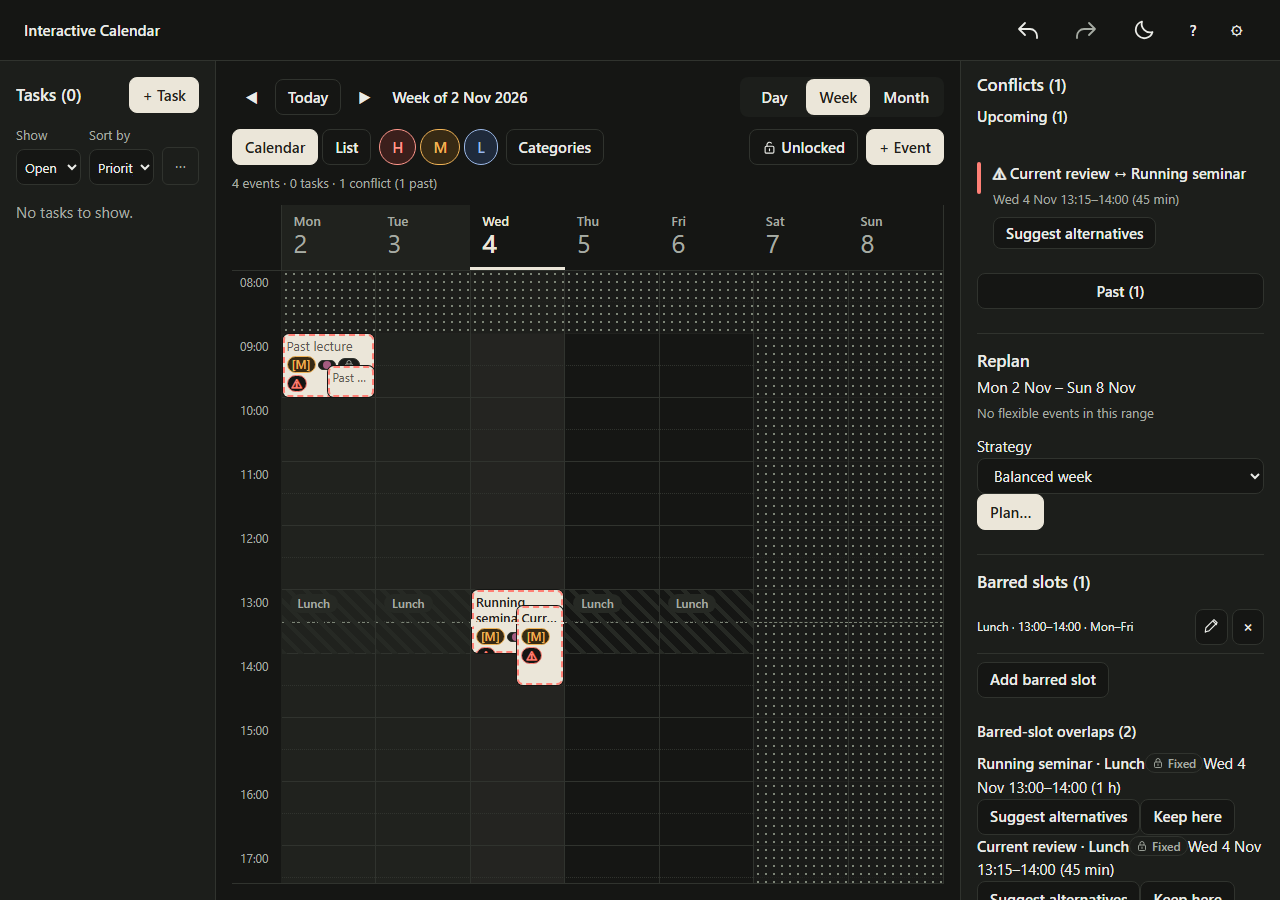 Interactive Calendar
?
Tasks (0)
+ Task
Show
Sort by
Open
Priorit
...
No tasks to show.
Today
Week of 2 Nov 2026
Day
Week
Month
Calendar
List
H
M
L
Categories
Unlocked
+ Event
4 events · 0 tasks · 1 conflict (1 past)
Mon
2
Tue
3
Wed
4
Thu
5
Fri
6
Sat
7
Sun
8
08:00
09:00
10:00
11:00
12:00
13:00
14:00
15:00
16:00
17:00
Past lecture
[M]
Past ...
Lunch
Lunch
Running
semina
[M]
Curr...
[M]
Lunch
Lunch
Conflicts (1)
Upcoming (1)
⚠ Current review ↔ Running seminar
Wed 4 Nov 13:15–14:00 (45 min)
Suggest alternatives
Past (1)
Replan
Mon 2 Nov – Sun 8 Nov
No flexible events in this range
Strategy
Balanced week
Plan...
Barred slots (1)
Lunch · 13:00–14:00 · Mon–Fri
×
Add barred slot
Barred-slot overlaps (2)
Running seminar · Lunch Fixed Wed 4
Nov 13:00–14:00 (1 h)
Suggest alternatives
Keep here
Current review · Lunch Fixed Wed 4 Nov
13:15–14:00 (45 min)
Suggest alternatives
Keep here